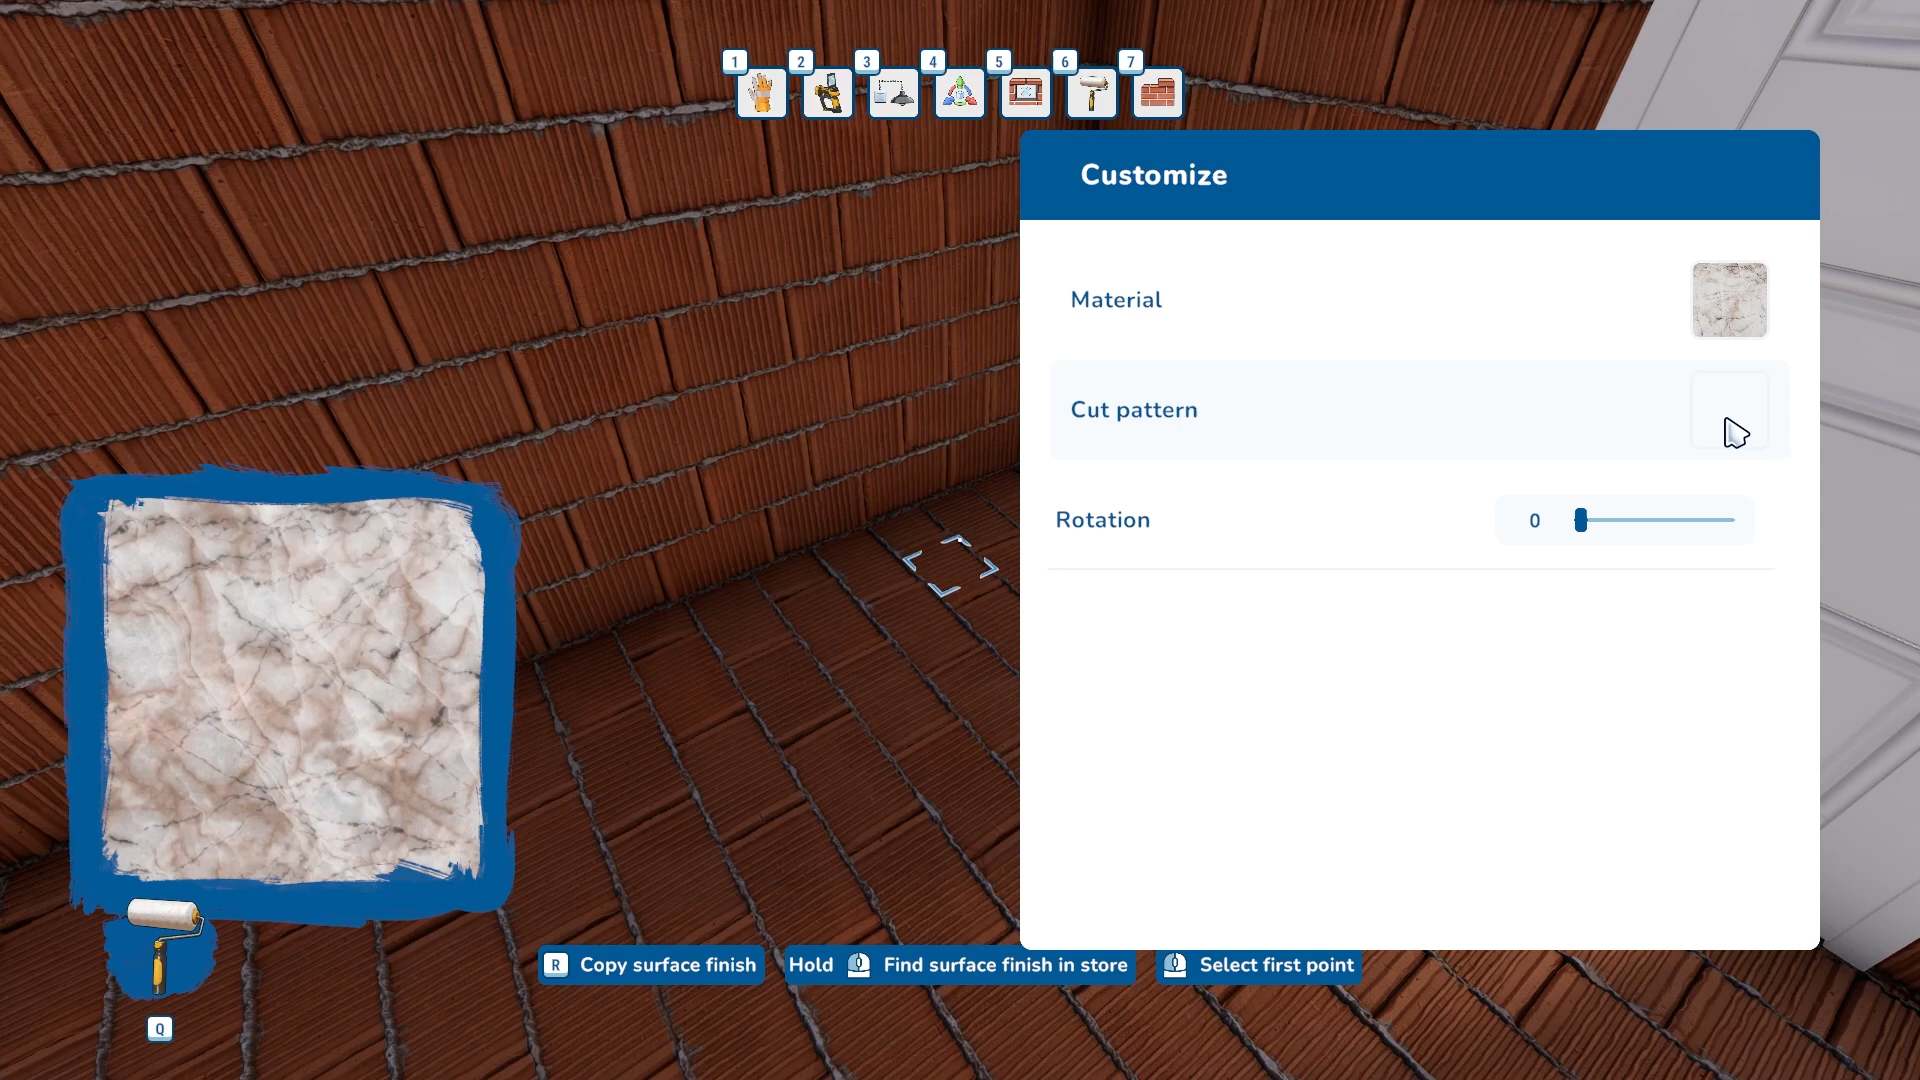 1 2 3 4 5 6 7
Customize
Material
Cut pattern
Rotation 0
R Copy surface finish Hold Find surface finish in store Select first point
Q